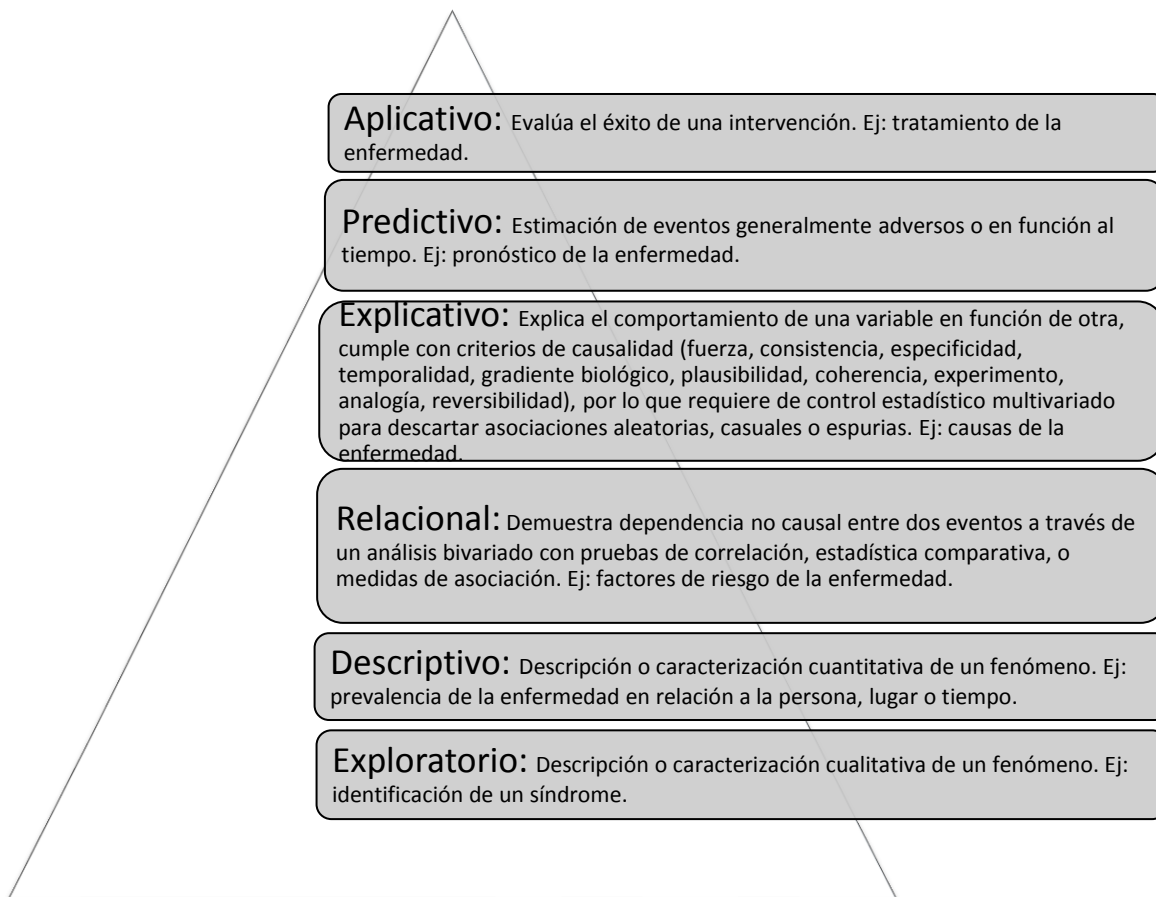 Aplicativo: Evalúa el éxito de una intervención. Ej: tratamiento de la
enfermedad.
Predictivo: Estimación de eventos generalmente adversos o en función al
tiempo. Ej: pronóstico de la enfermedad.
Explicativo: Explica el comportamiento de una variable en función de otra,
cumple con criterios de causalidad (fuerza, consistencia, especificidad,
temporalidad, gradiente biológico, plausibilidad, coherencia, experimento,
analogía, reversibilidad), por lo que requiere de control estadístico multivariado
para descartar asociaciones aleatorias, casuales o espurias. Ej: causas de la
enfermedad.
Relacional: Demuestra dependencia no causal entre dos eventos a través de
un análisis bivariado con pruebas de correlación, estadística comparativa, o
medidas de asociación. Ej: factores de riesgo de la enfermedad.
Descriptivo: Descripción o caracterización cuantitativa de un fenómeno. Ej:
prevalencia de la enfermedad en relación a la persona, lugar o tiempo.
Exploratorio: Descripción o caracterización cualitativa de un fenómeno. Ej:
identificación de un síndrome.